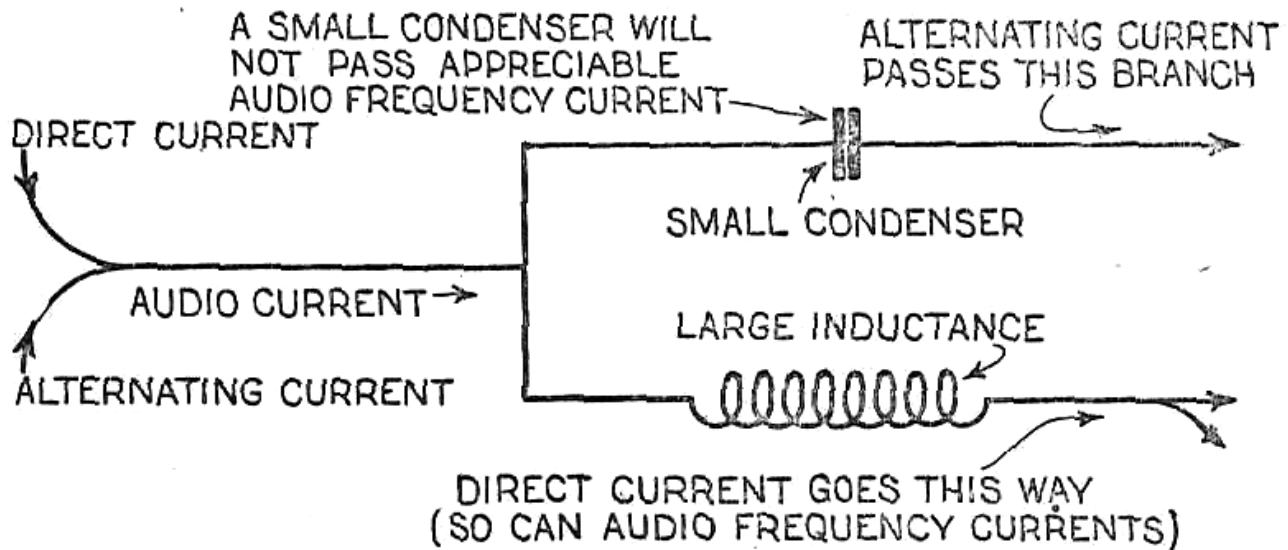 A SMALL CONDENSER WILL
NOT PASS APPRECIABLE
AUDIO FREQUENCY CURRENT
ALTERNATING CURRENT
PASSES THIS BRANCH
DIRECT CURRENT
SMALL CONDENSER
AUDIO CURRENT
ALTERNATING CURRENT
LARGE INDUCTANCE
DIRECT CURRENT GOES THIS WAY
(SO CAN AUDIO FREQUENCY CURRENTS)